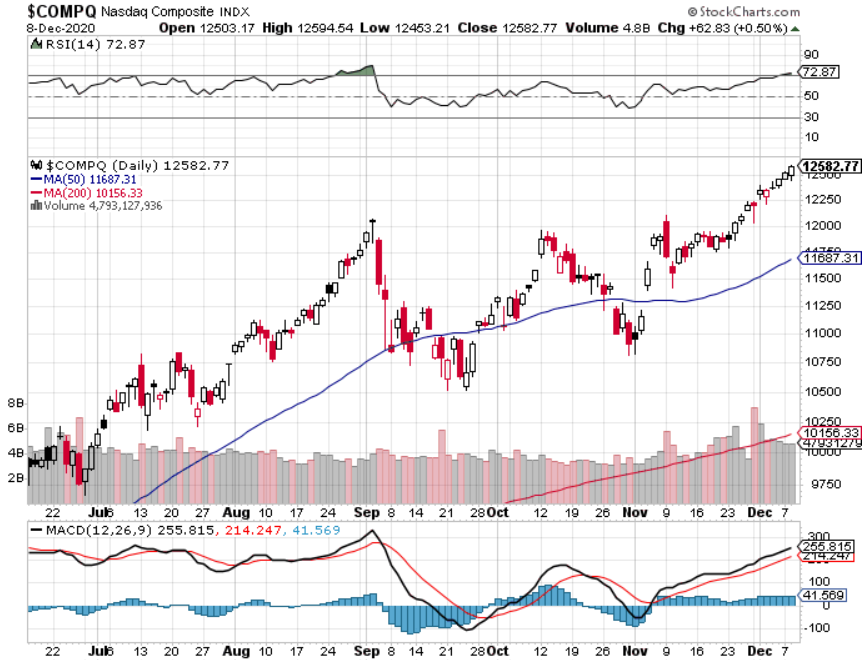 $COMPQ Nasdaq Composite INDX © StockCharts.com
8-Dec-2020 Open 12503.17 High 12594.54 Low 12453.21 Close 12582.77 Volume 4.8B Chg +62.83 (+0.50%)
RSI(14) 72.87
90
72.87
50
30
10
$COMPQ (Daily) 12582.77
MA(50) 11687.31
MA(200) 10156.33
Volume 4,793,127,936
12582.77
12500
12250
12000
11750
11687.31
11500
11250
11000
10750
10500
10250
10156.33
47931279
10000
9750
8B
6B
4B
2B
22 Jul 6 13 20 27 Aug 10 17 24 Sep 8 14 21 Oct 12 19 26 Nov 9 16 23 Dec 7
MACD(12,26,9) 255.815, 214.247, 41.569
300
255.815
214.247
100
41.569
0
-100
22 Jul 6 13 20 27 Aug 10 17 24 Sep 8 14 21 Oct 12 19 26 Nov 9 16 23 Dec 7